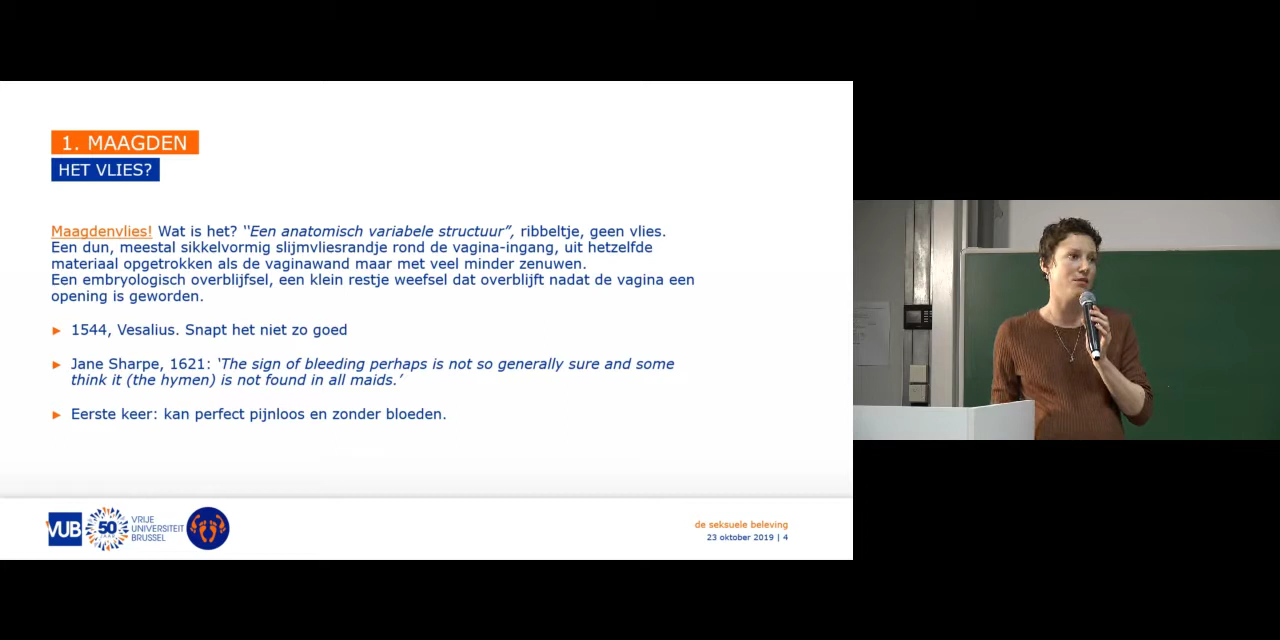 1. MAAGDEN
HET VLIES?
Maagdenvlies! Wat is het? “Een anatomisch variabele structuur”, ribbeltje, geen vlies.
Een dun, meestal sikkelvormig slijmvliesrandje rond de vagina-ingang, uit hetzelfde
materiaal opgetrokken als de vaginawand maar met veel minder zenuwen.
Een embryologisch overblijfsel, een klein restje weefsel dat overblijft nadat de vagina een
opening is geworden.
► 1544, Vesalius. Snapt het niet zo goed
► Jane Sharpe, 1621: ‘The sign of bleeding perhaps is not so generally sure and some
think it (the hymen) is not found in all maids.’
► Eerste keer: kan perfect pijnloos en zonder bloeden.
VUB
50
JAAR
VRIJE
UNIVERSITEIT
BRUSSEL
de seksuele beleving
23 oktober 2019 | 4